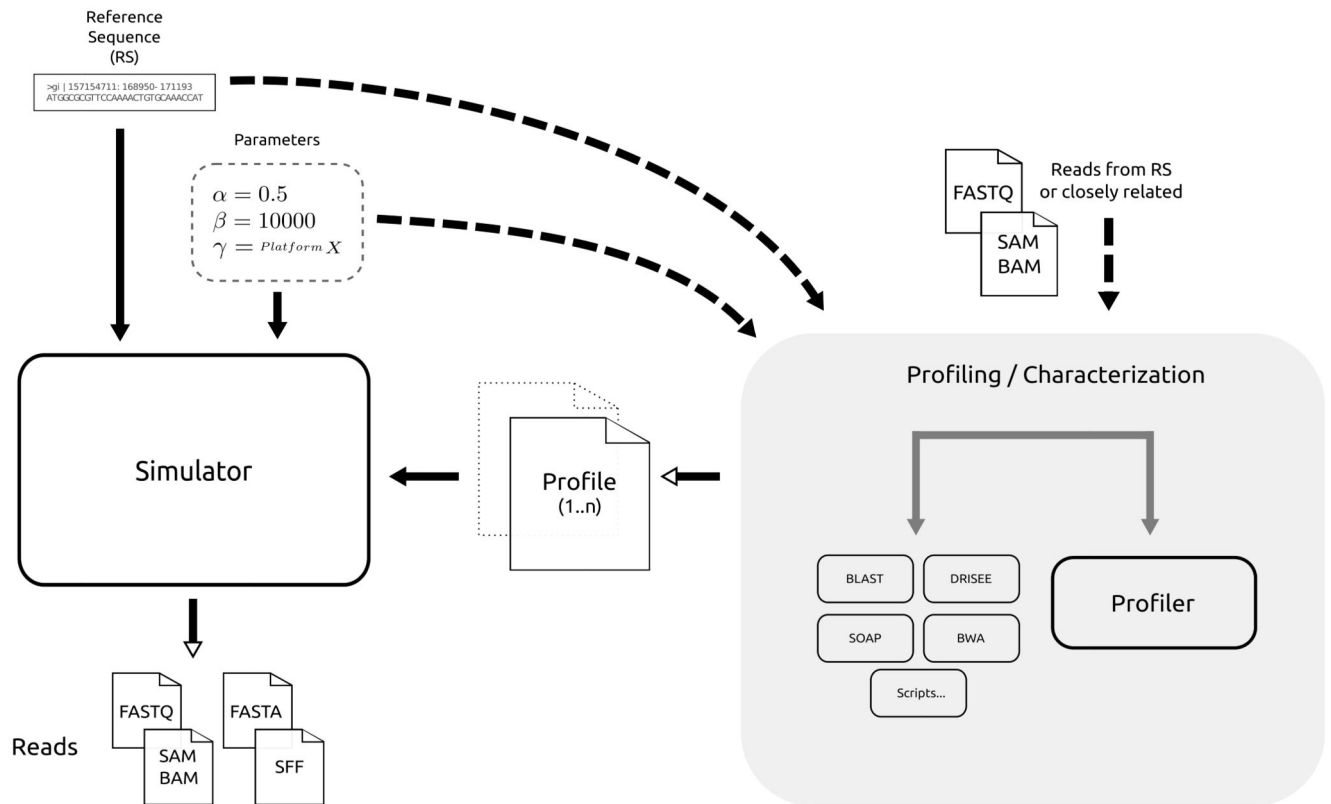 Reference
Sequence
(RS)
>gi | 157154711: 168950- 171193
ATGGCGCGTTCCAAAACTGTGCAAACCAT
Parameters
α = 0.5
β = 10000
γ = Platform X
FASTQ
SAM
BAM
Reads from RS
or closely related
Simulator
Profile
(1..n)
Profiling / Characterization
BLAST
DRISEE
SOAP
BWA
Scripts...
Profiler
Reads
FASTQ
SAM
BAM
FASTA
SFF